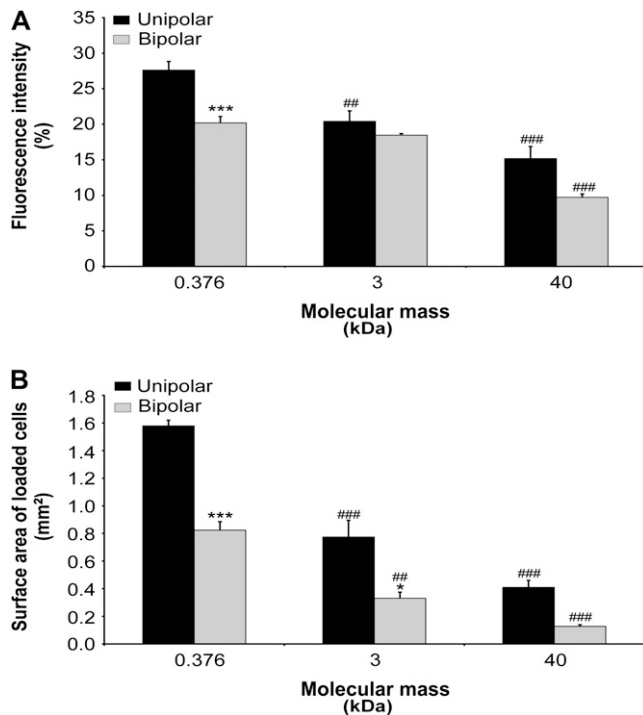 A
Unipolar
Bipolar
Fluorescence intensity
(%)
35
30
25
20
15
10
5
0
***
##
###
###
0.376
3
40
Molecular mass
(kDa)
B
Unipolar
Bipolar
Surface area of loaded cells
(mm²)
1.8
1.6
1.4
1.2
1.0
0.8
0.6
0.4
0.2
0.0
***
###
##
*
###
###
0.376
3
40
Molecular mass
(kDa)